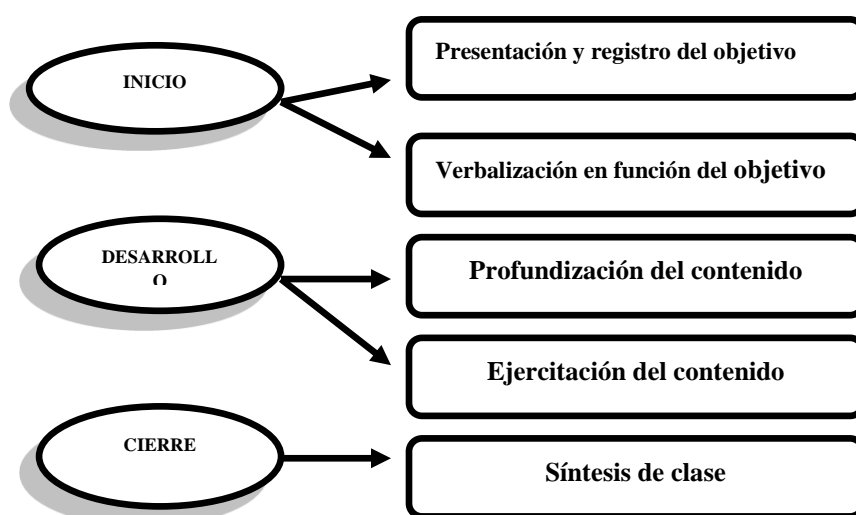 INICIO
Presentación y registro del objetivo
Verbalización en función del objetivo
DESARROLL
O
Profundización del contenido
Ejercitación del contenido
CIERRE
Síntesis de clase